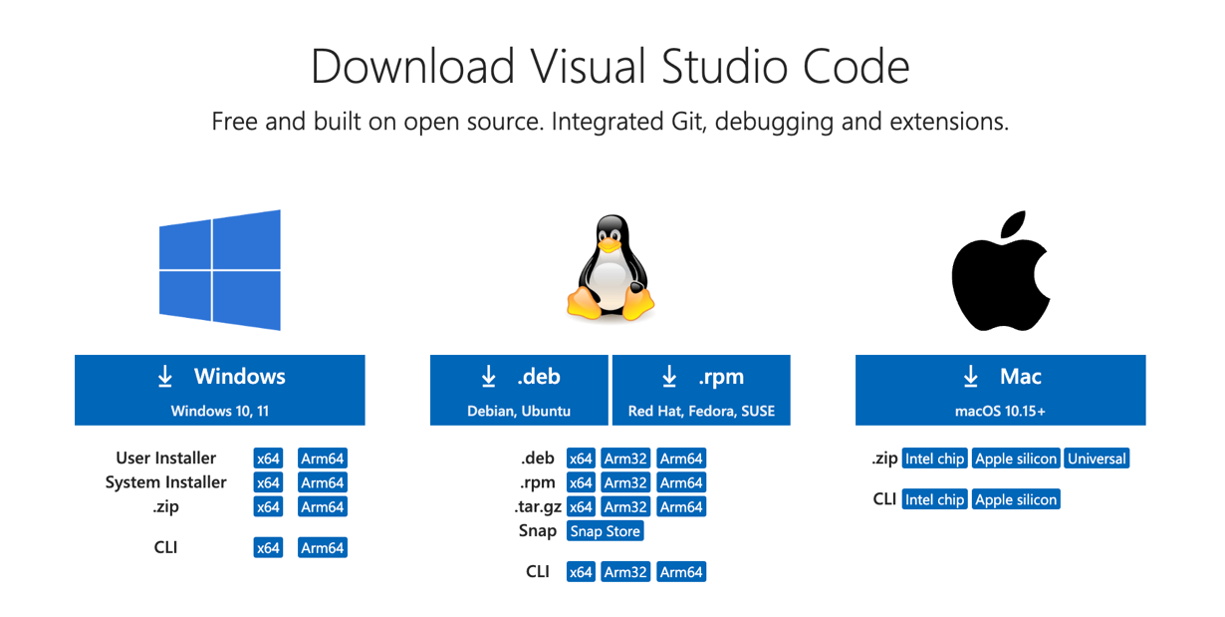 Download Visual Studio Code
Free and built on open source. Integrated Git, debugging and extensions.
Windows
Windows 10, 11
User Installer x64 Arm64
System Installer x64 Arm64
.zip x64 Arm64
CLI x64 Arm64
.deb .rpm
Debian, Ubuntu Red Hat, Fedora, SUSE
.deb x64 Arm32 Arm64
.rpm x64 Arm32 Arm64
.tar.gz x64 Arm32 Arm64
Snap Snap Store
CLI x64 Arm32 Arm64
Mac
macOS 10.15+
.zip Intel chip Apple silicon Universal
CLI Intel chip Apple silicon